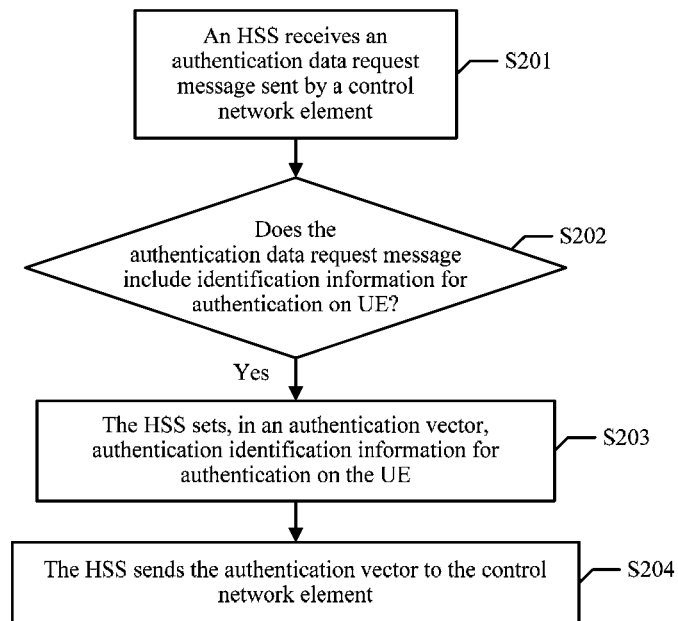 An HSS receives an
authentication data request
message sent by a control
network element
S201
Does the
authentication data request message
include identification information for
authentication on UE?
S202
Yes
The HSS sets, in an authentication vector,
authentication identification information for
authentication on the UE
S203
The HSS sends the authentication vector to the control
network element
S204